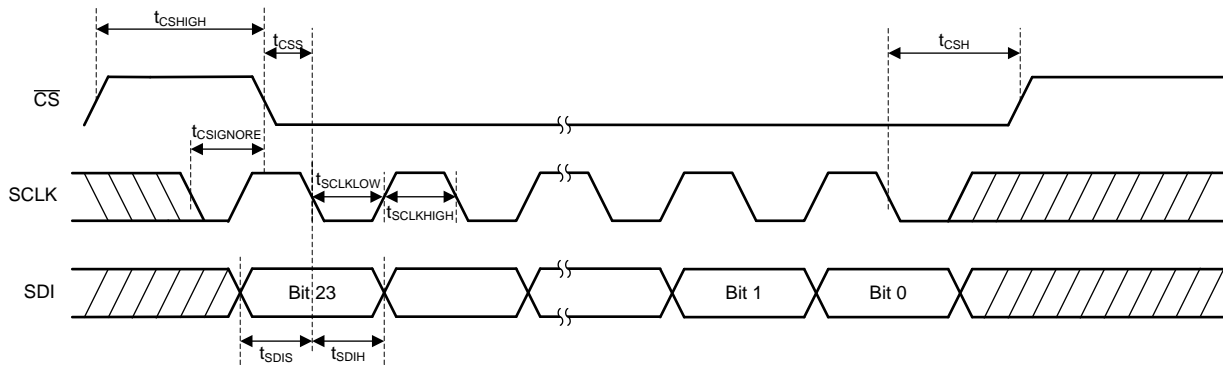 tCSHIGH
tCSS
tCSH
CS
tCSIGNORE
SCLK
tSCLKLOW
tSCLKHIGH
SDI
Bit 23
Bit 1
Bit 0
tSDIS
tSDIH